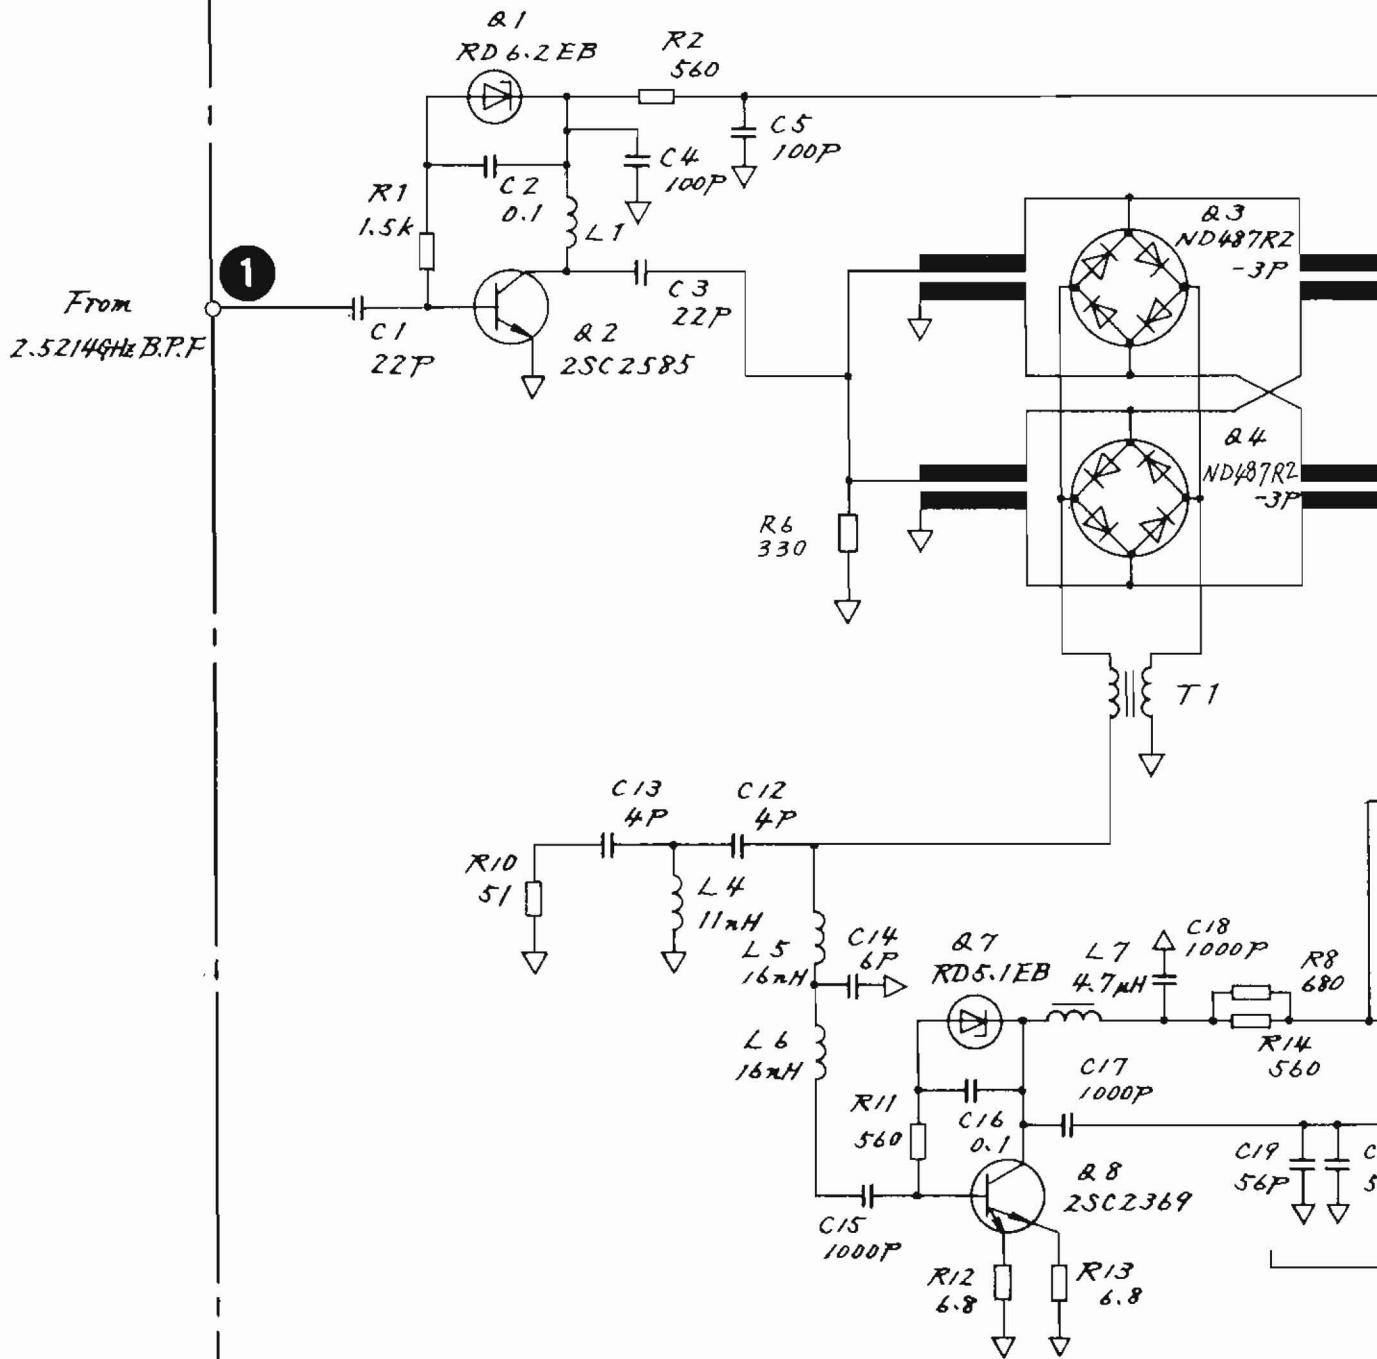 Q1
RD6.2EB
R2
560
C5
100P
C4
100P
C2
0.1
R1
1.5k
L1
1
From
2.5214GHz B.P.F
C1
22P
Q2
2SC2585
C3
22P
Q3
ND487R2
-3P
Q4
ND487R2
-3P
R6
330
T1
C13
4P
C12
4P
R10
51
L4
11nH
L5
16nH
C14
6P
Q7
RD5.1EB
L7
4.7μH
C18
1000P
R8
680
R14
560
L6
16nH
C17
1000P
R11
560
C16
0.1
C19
56P
C
5
Q8
2SC2369
C15
1000P
R12
6.8
R13
6.8